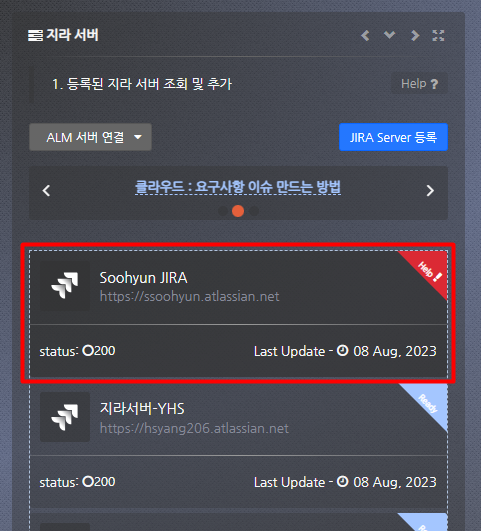 지라 서버
1. 등록된 지라 서버 조회 및 추가
Help ?
ALM 서버 연결
JIRA Server 등록
클라우드 : 요구사항 이슈 만드는 방법
Help !
Soohyun JIRA
https://ssoohyun.atlassian.net
status: 200
Last Update - 08 Aug, 2023
Ready
지라서버-YHS
https://hsyang206.atlassian.net
status: 200
Last Update - 08 Aug, 2023